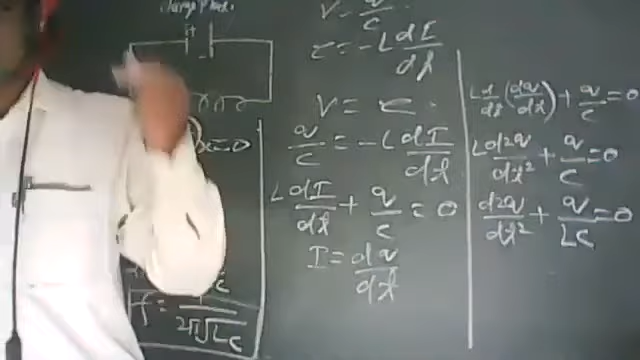 +
-
x=0
f = 1/2π√LC
V = q/C
ε = -L dI/dt
V = ε
q/C = -L dI/dt
L dI/dt + q/C = 0
I = dq/dt
L d/dt (dq/dt) + q/C = 0
L d2q/dt² + q/C = 0
d2q/dt² + q/LC = 0